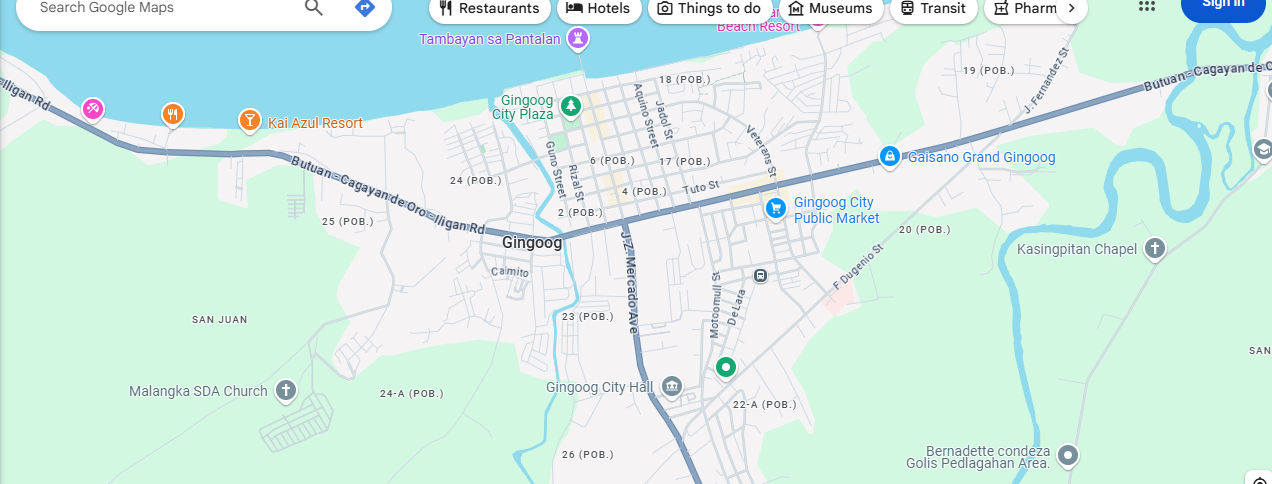 Search Google Maps
Restaurants
Hotels
Things to do
Museums
Transit
Pharm
Sign in
Beach Resort
Tambayan sa Pantalan
18 (POB.)
19 (POB.)
J. Fernandez St
Butuan - Cagayan de O
Iligan Rd
Gingoog
City Plaza
Aquino Street
Jadol St
Kai Azul Resort
Veterans St
Guno Street
Rizal St
6 (POB.)
17 (POB.)
Gaisano Grand Gingoog
Butuan - Cagayan de Oro - Iligan Rd
24 (POB.)
4 (POB.)
Tuto St
Gingoog City
Public Market
2 (POB.)
25 (POB.)
20 (POB.)
Gingoog
Kasingpitan Chapel
J.Z. Mercado Ave
Camito
F Dugenio St
Motoomull St
De Lara
SAN JUAN
23 (POB.)
SAN
Malangka SDA Church
24-A (POB.)
Gingoog City Hall
22-A (POB.)
26 (POB.)
Bernadette condeza
Golis Pedlagahan Area.